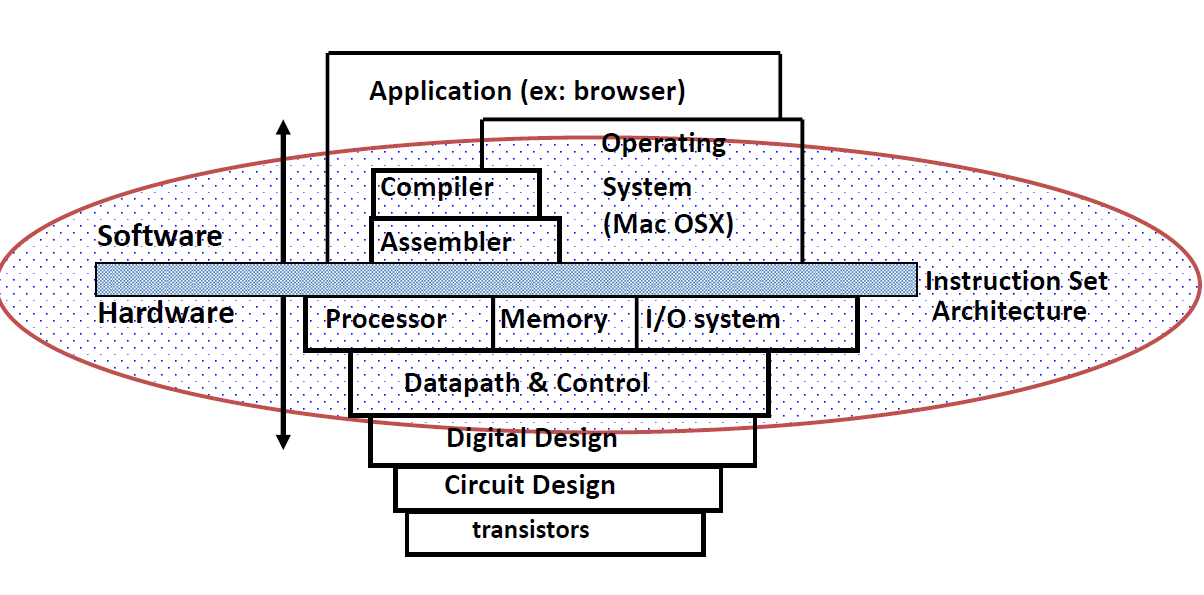 Application (ex: browser)
Operating
System
(Mac OSX)
Compiler
Assembler
Software
Hardware
Instruction Set
Architecture
Processor
Memory
I/O system
Datapath & Control
Digital Design
Circuit Design
transistors